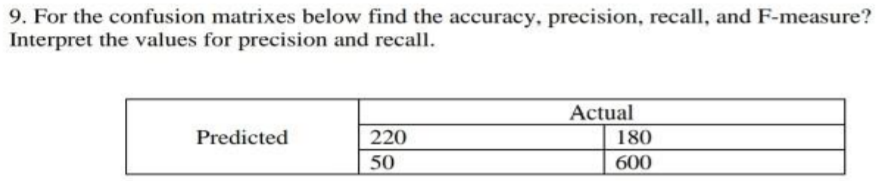 9. For the confusion matrixes below find the accuracy, precision, recall, and F-measure?
Interpret the values for precision and recall.
Actual
Predicted 220 180
50 600